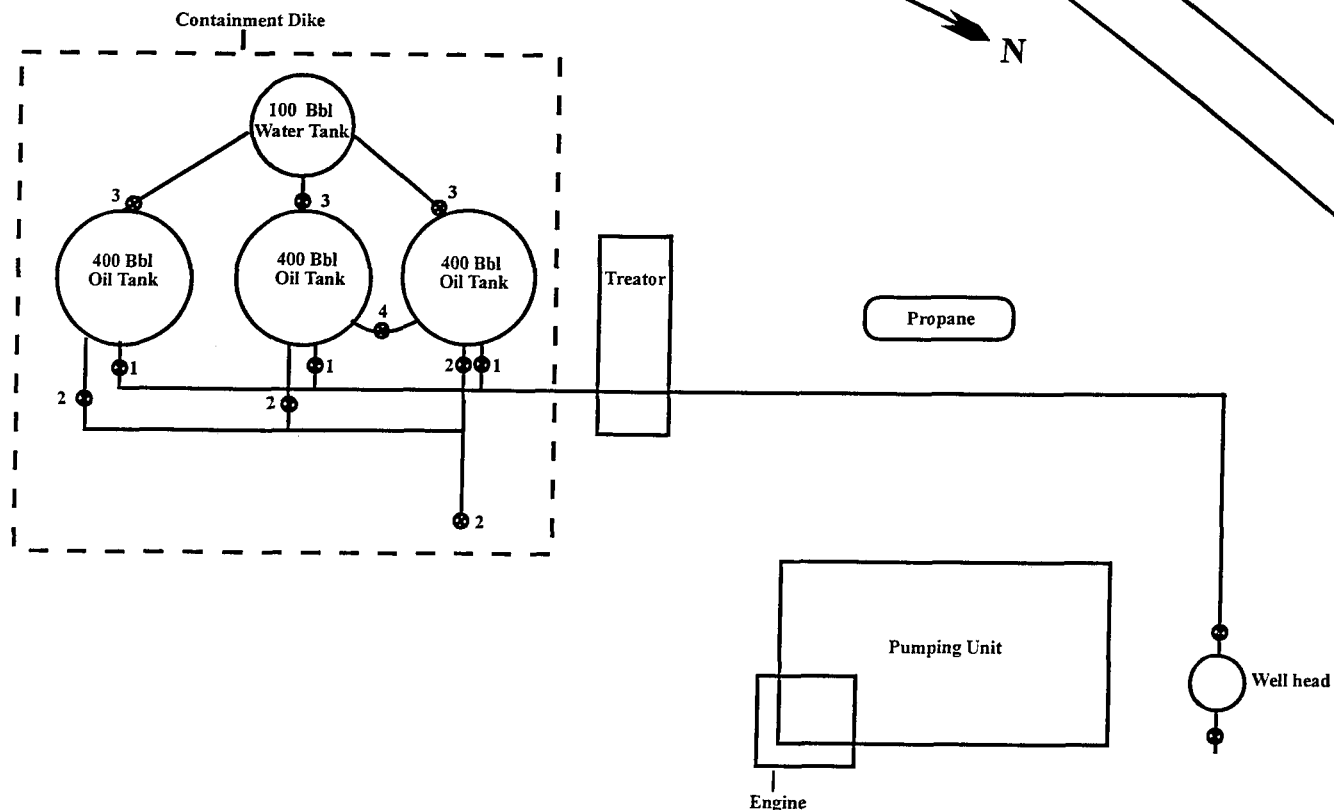 Containment Dike
N
100 Bbl
Water Tank
3
3
3
400 Bbl
Oil Tank
400 Bbl
Oil Tank
400 Bbl
Oil Tank
4
Treator
Propane
1
1
2
1
2
2
2
Pumping Unit
Well head
Engine